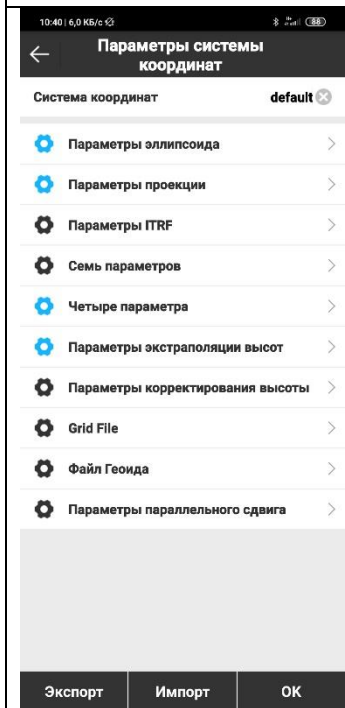 10:40 | 6,0 КБ/с
88
Параметры системы
координат
Система координат default
Параметры эллипсоида
Параметры проекции
Параметры ITRF
Семь параметров
Четыре параметра
Параметры экстраполяции высот
Параметры корректирования высоты
Grid File
Файл Геоида
Параметры параллельного сдвига
Экспорт Импорт OK